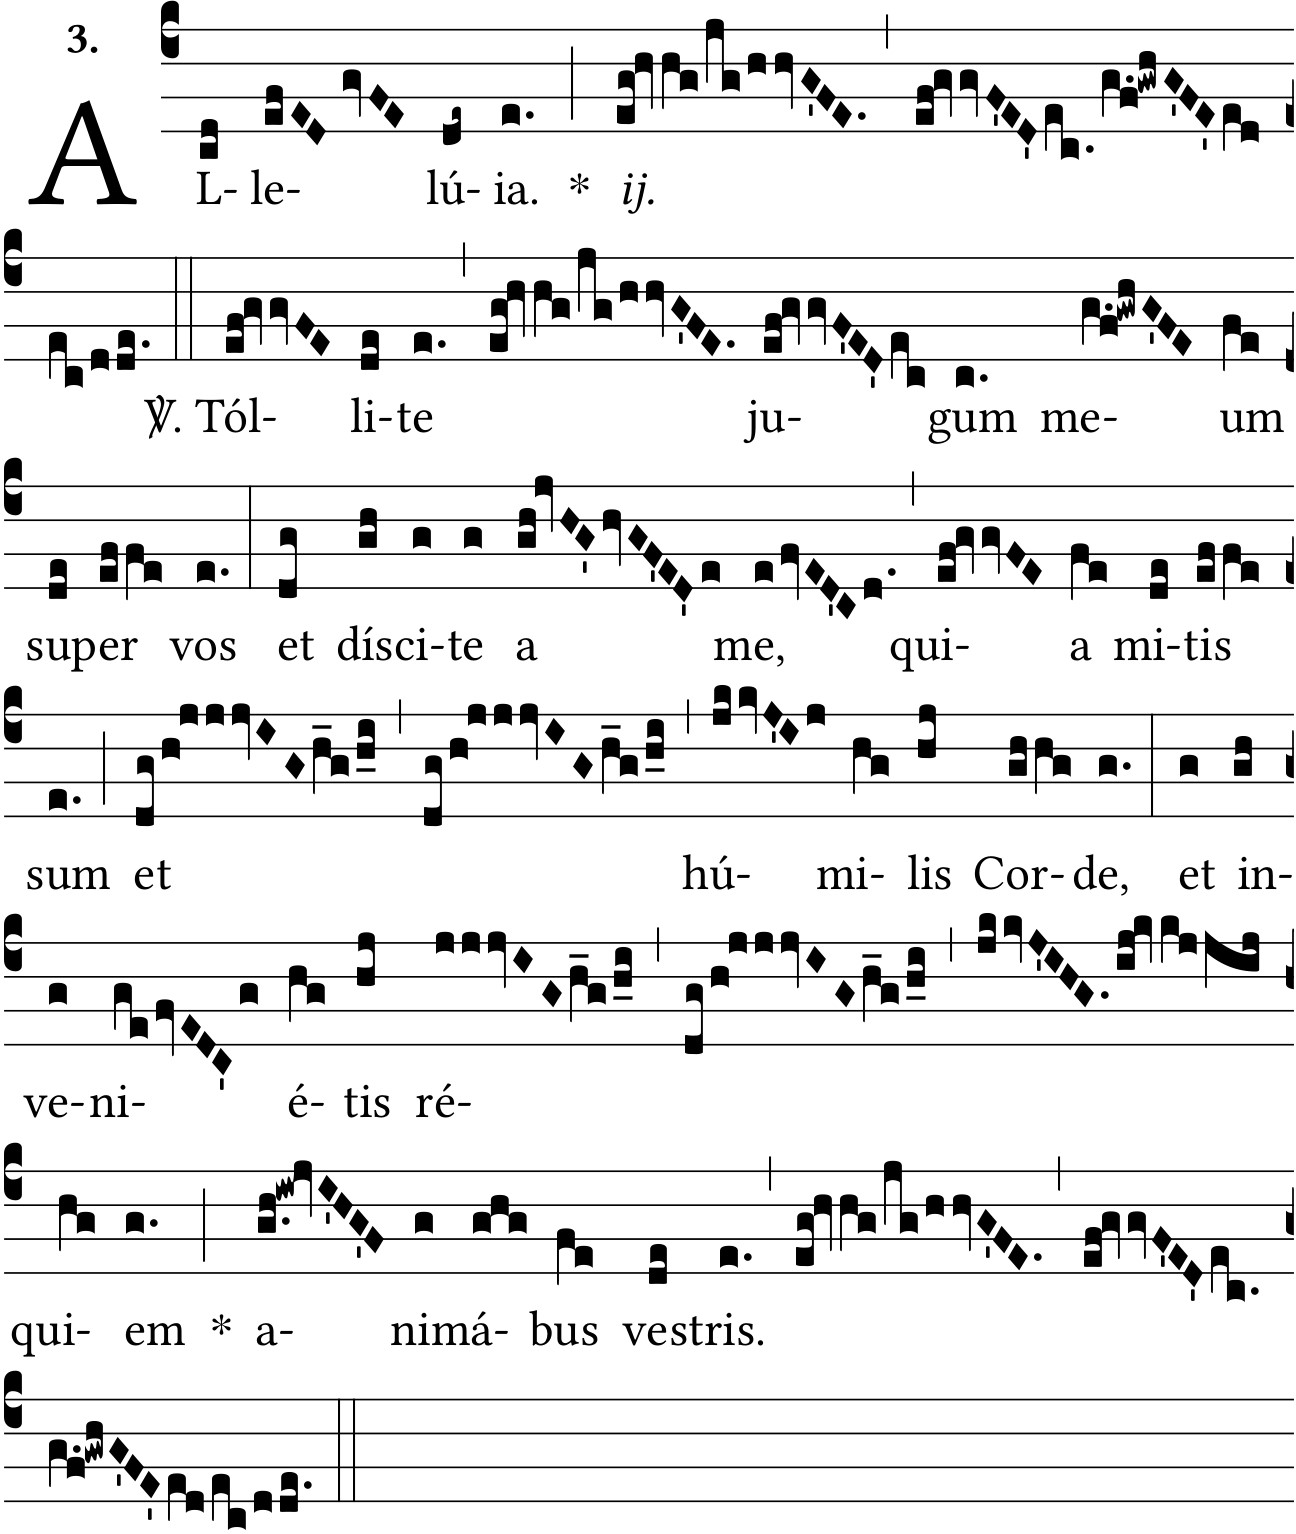 3.
AL- le- lú- ia. * ij.
℣. Tól- li- te ju- gum me- um
super vos et dísci- te a me, qui- a mi- tis
sum et hú- mi- lis Cor- de, et in-
ve- ni- é- tis ré-
qui- em * a- nimá- bus vestris.